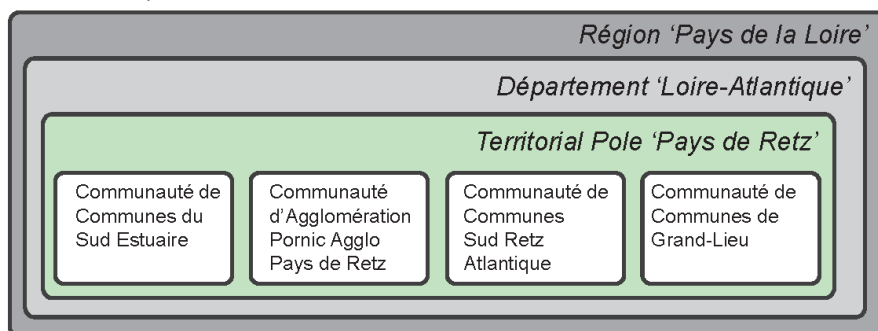 Région ‘Pays de la Loire’
Département ‘Loire-Atlantique’
Territorial Pole ‘Pays de Retz’
Communauté de
Communes du
Sud Estuaire
Communauté
d’Agglomération
Pornic Agglo
Pays de Retz
Communauté de
Communes
Sud Retz
Atlantique
Communauté de
Communes de
Grand-Lieu